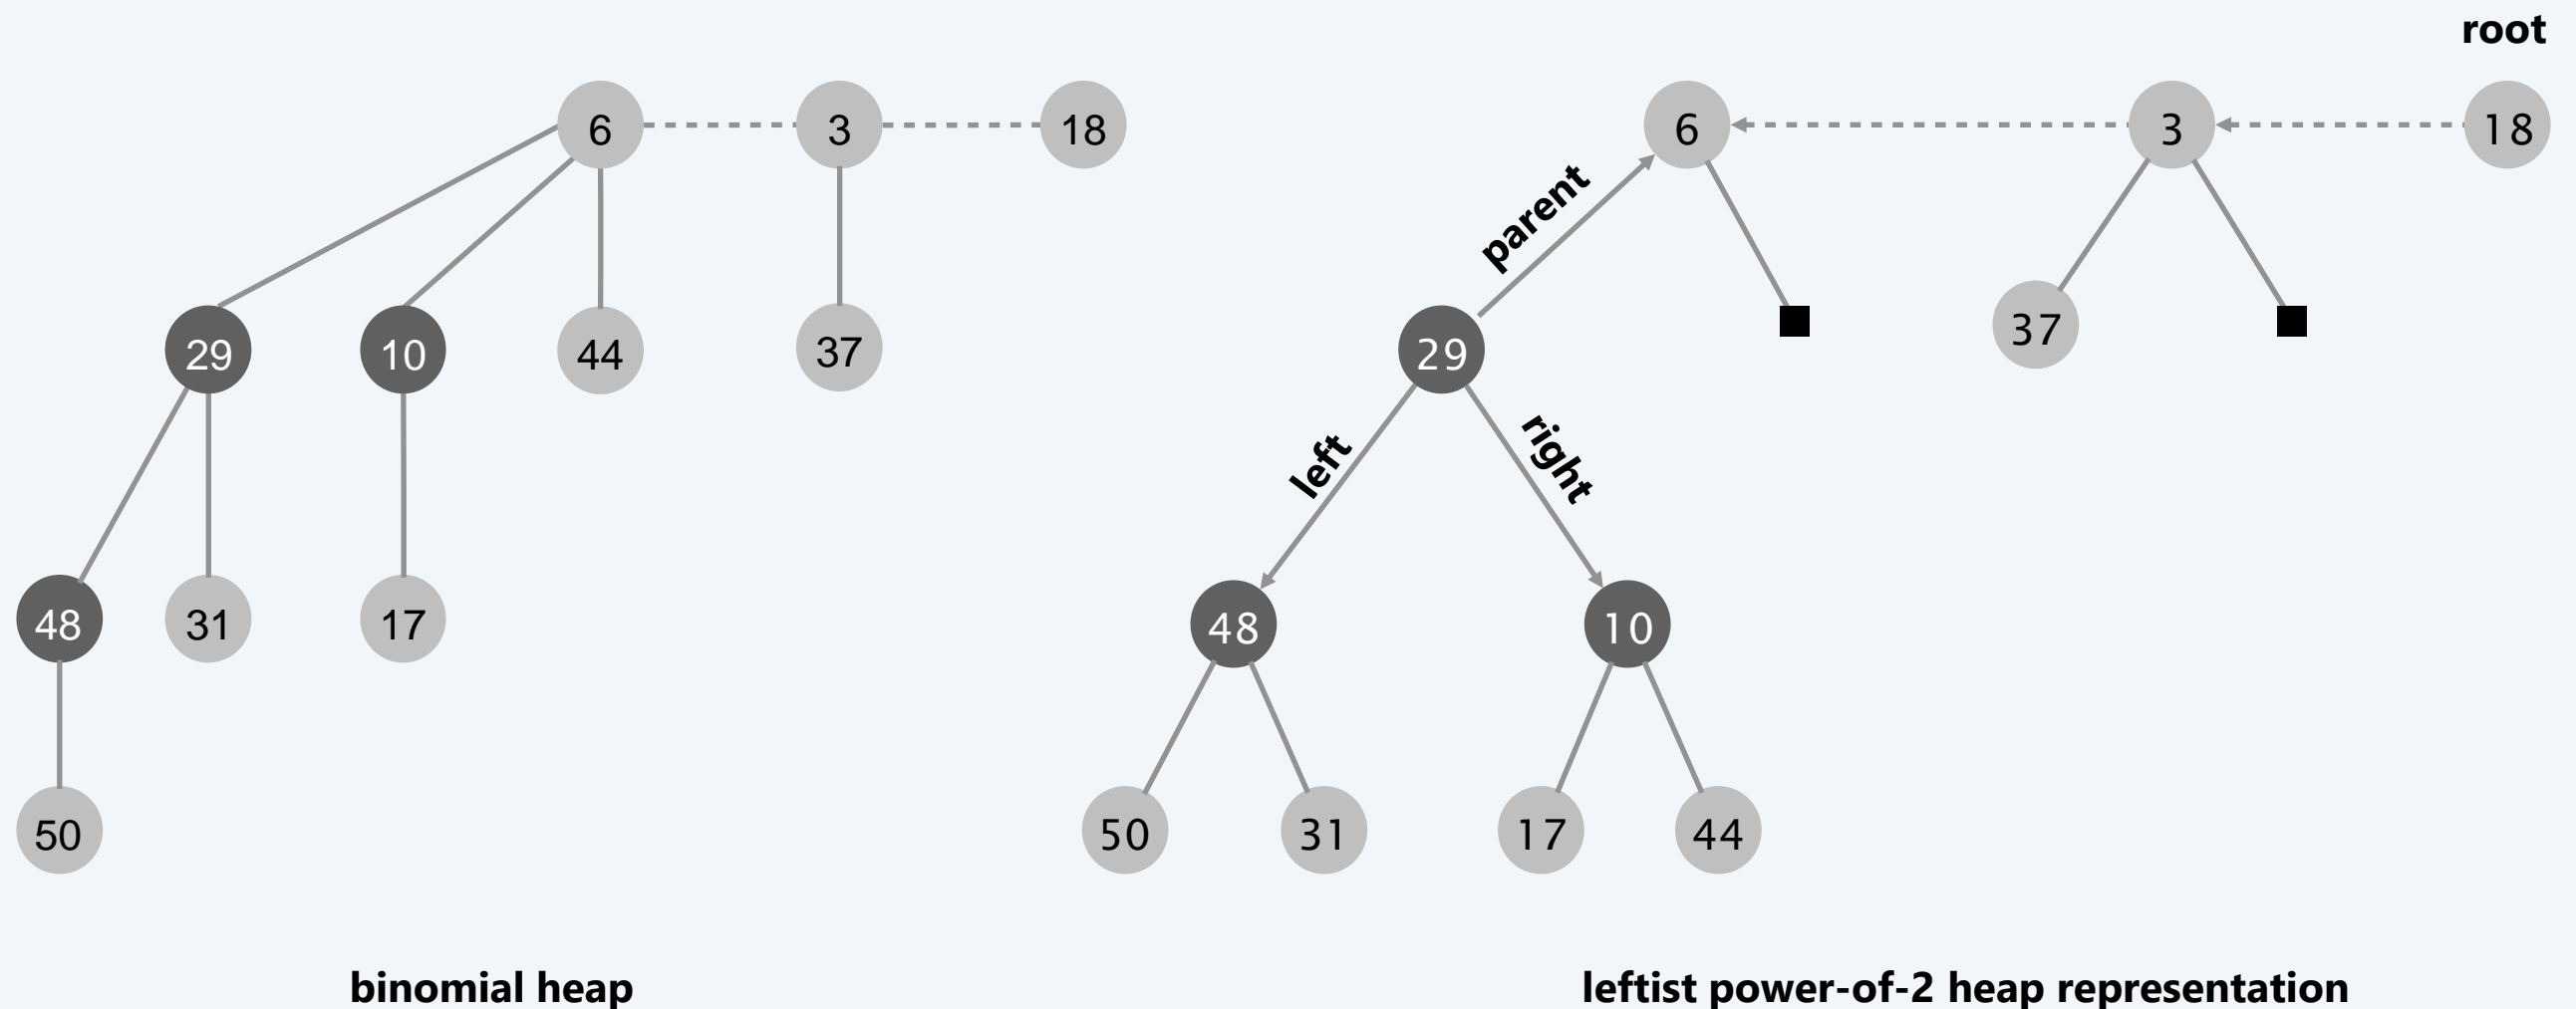 root
6 3 18 6 3 18
parent
37
29 10 44 37 29
left right
48 31 17 48 10
50 50 31 17 44
binomial heap leftist power-of-2 heap representation